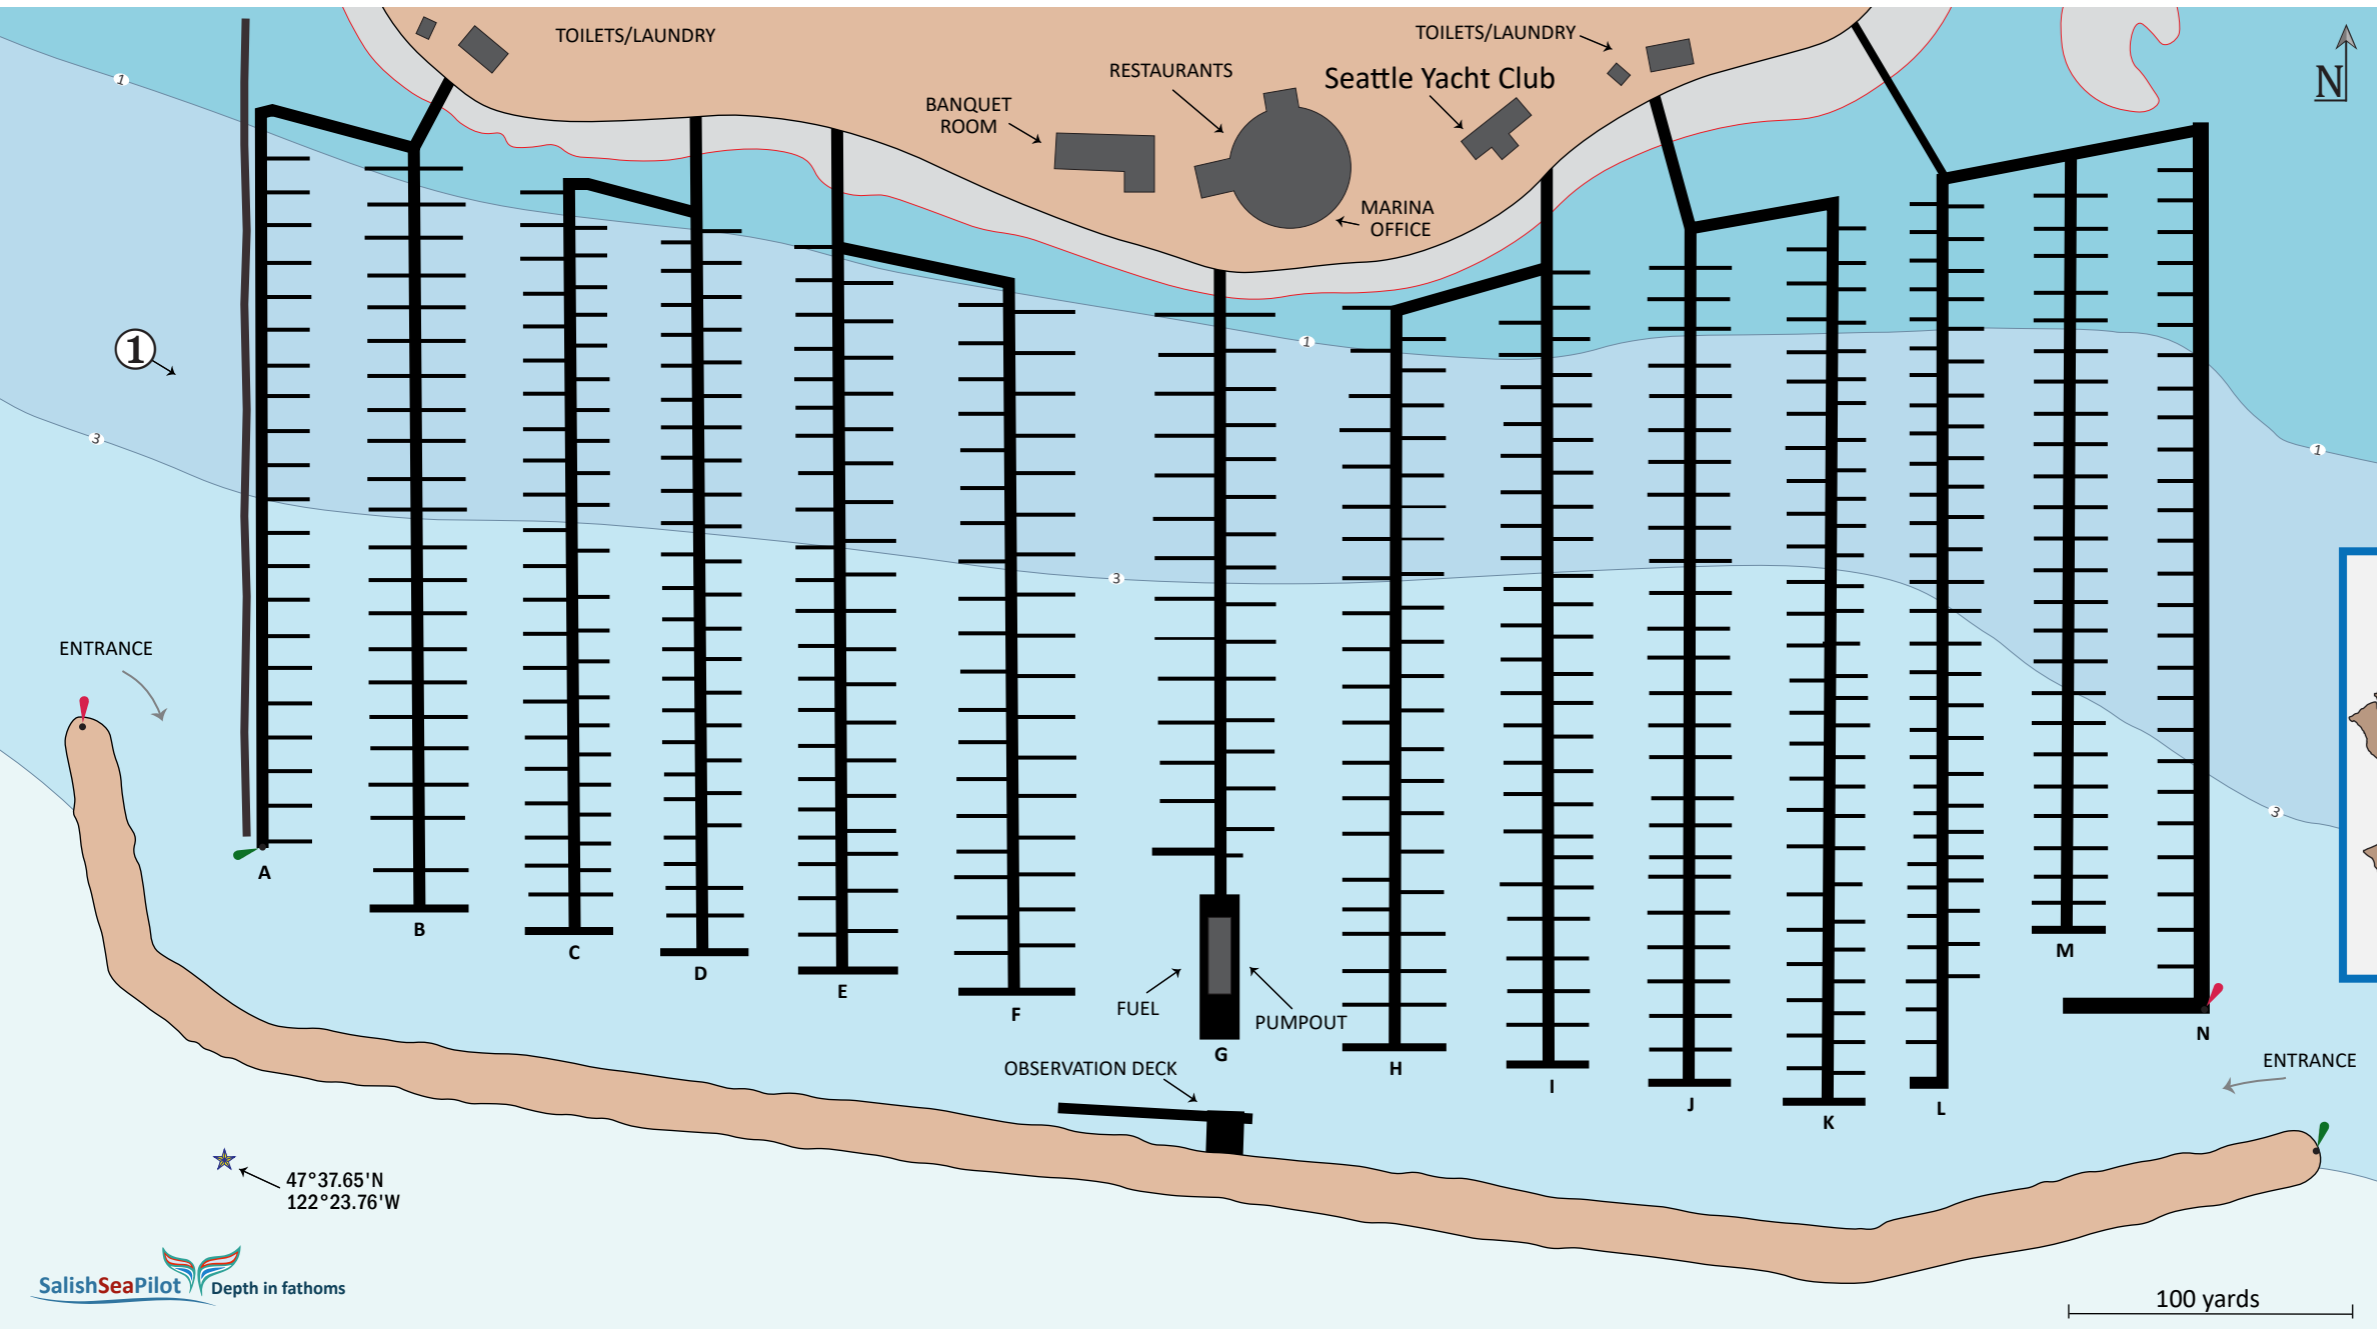 TOILETS/LAUNDRY
TOILETS/LAUNDRY
RESTAURANTS
Seattle Yacht Club
BANQUET
ROOM
N
1
MARINA
OFFICE
1
1
1
3
3
3
ENTRANCE
A
B
C
D
E
F
G
H
I
J
K
L
M
N
FUEL
PUMPOUT
OBSERVATION DECK
ENTRANCE
47°37.65'N
122°23.76'W
SalishSeaPilot
Depth in fathoms
100 yards